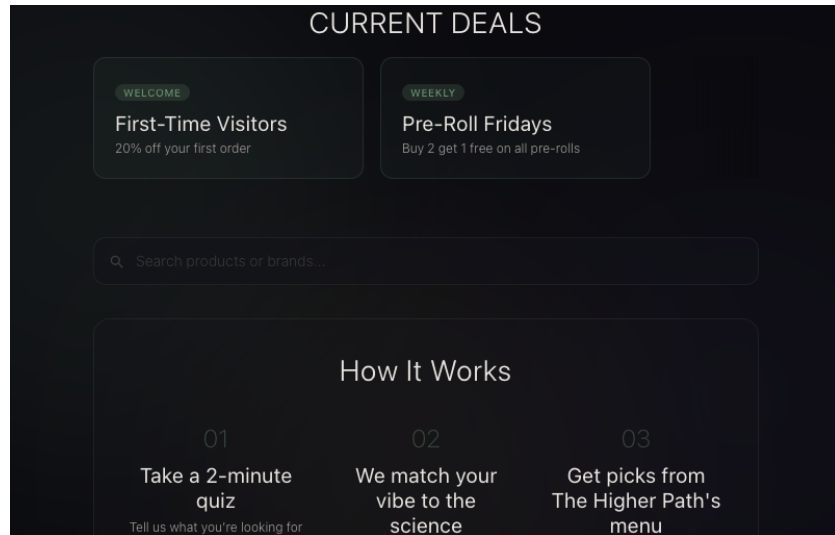 CURRENT DEALS
WELCOME
First-Time Visitors
20% off your first order
WEEKLY
Pre-Roll Fridays
Buy 2 get 1 free on all pre-rolls
Search products or brands...
How It Works
01
Take a 2-minute
quiz
Tell us what you're looking for
02
We match your
vibe to the
science
03
Get picks from
The Higher Path's
menu